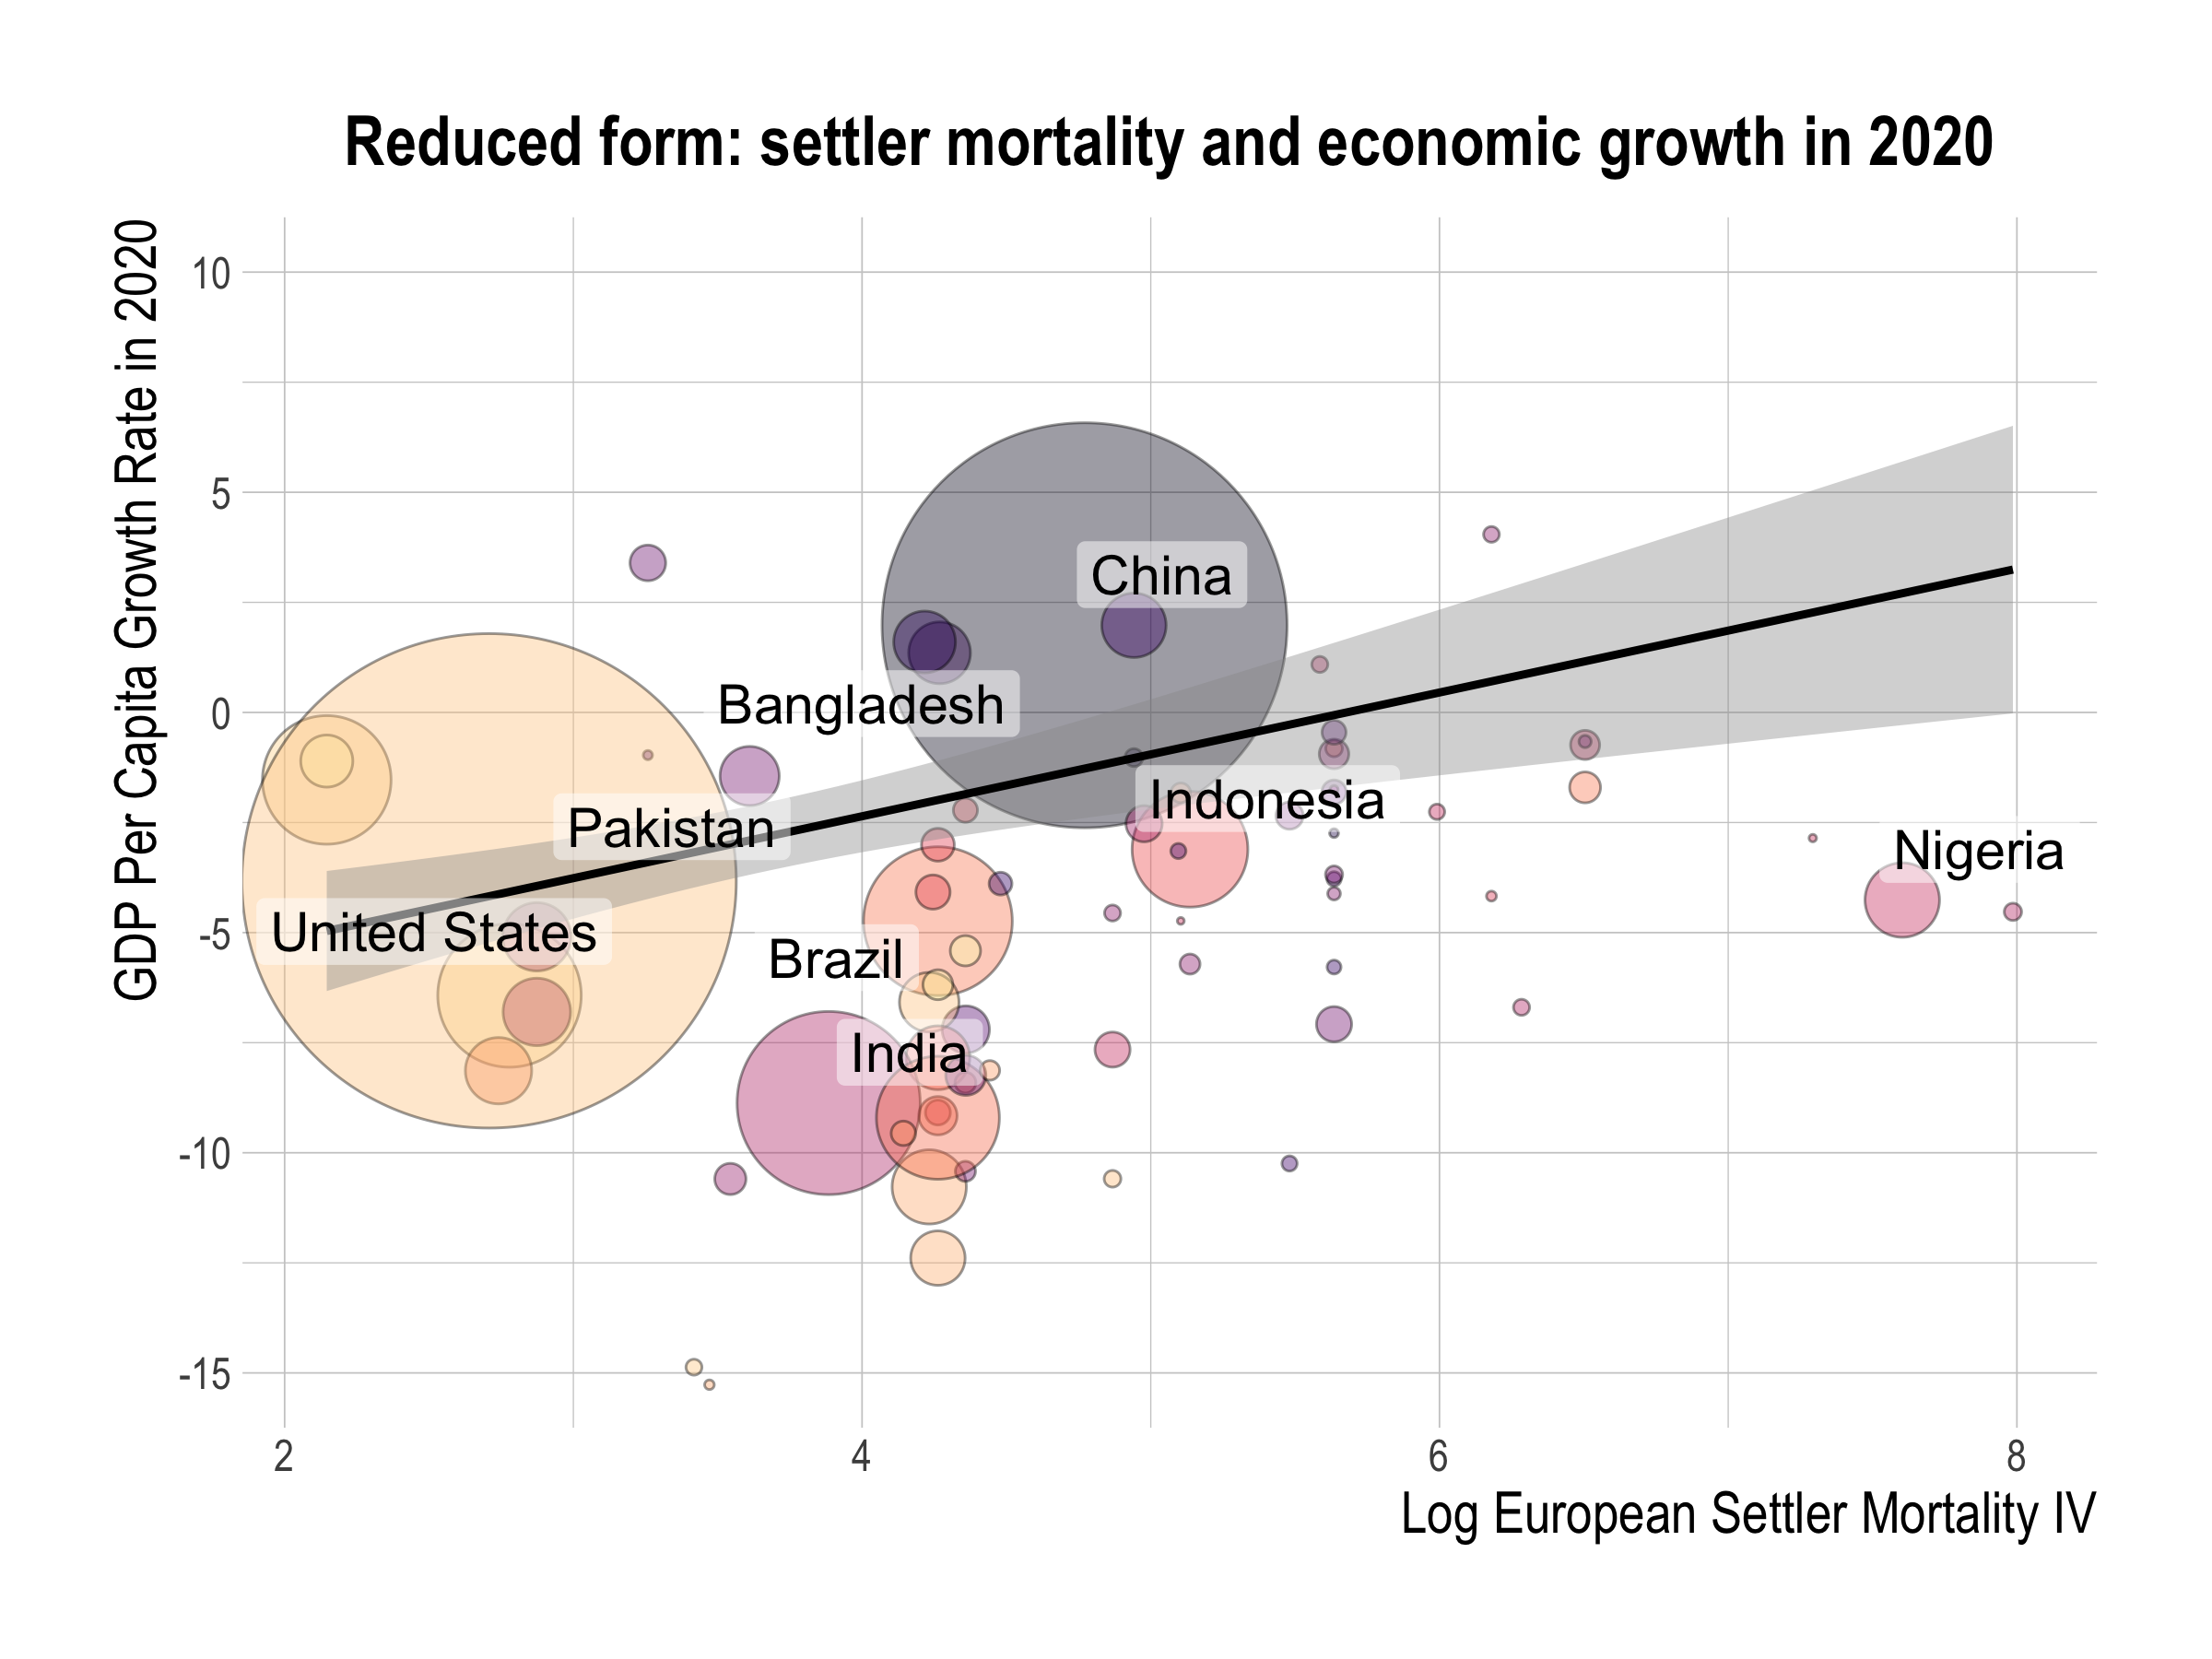 Reduced form: settler mortality and economic growth in 2020
GDP Per Capita Growth Rate in 2020
10
5
0
-5
-10
-15
China
Bangladesh
Indonesia
Pakistan
Nigeria
United States
Brazil
India
2
4
6
8
Log European Settler Mortality IV